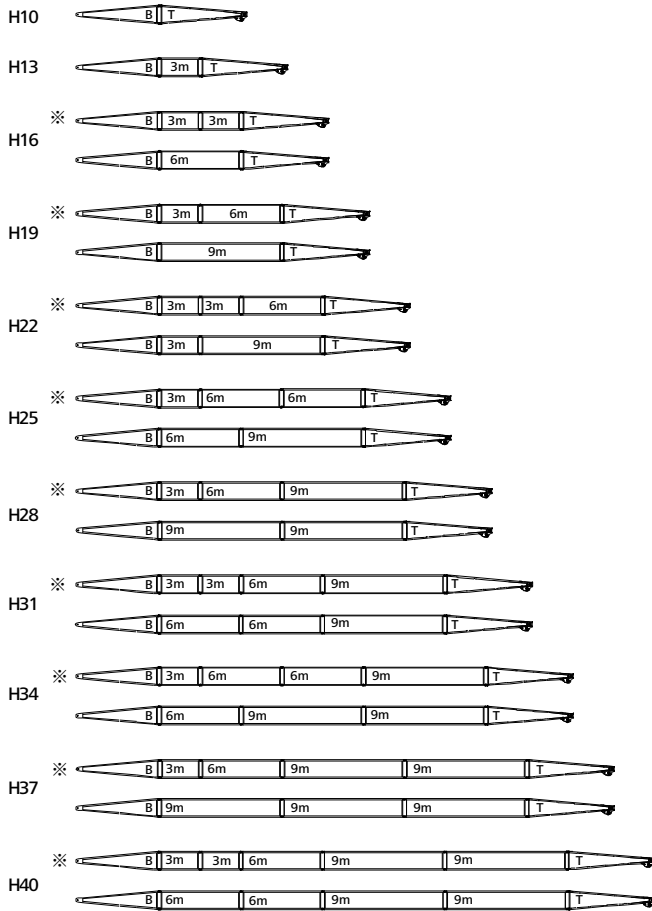 H10 B T
H13 B 3m T
※ B 3m 3m T
H16
B 6m T
※ B 3m 6m T
H19
B 9m T
※ B 3m 3m 6m T
H22
B 3m 9m T
※ B 3m 6m 6m T
H25
B 6m 9m T
※ B 3m 6m 9m T
H28
B 9m 9m T
※ B 3m 3m 6m 9m T
H31
B 6m 6m 9m T
※ B 3m 6m 6m 9m T
H34
B 6m 9m 9m T
※ B 3m 6m 9m 9m T
H37
B 9m 9m 9m T
※ B 3m 3m 6m 9m 9m T
H40
B 6m 6m 9m 9m T